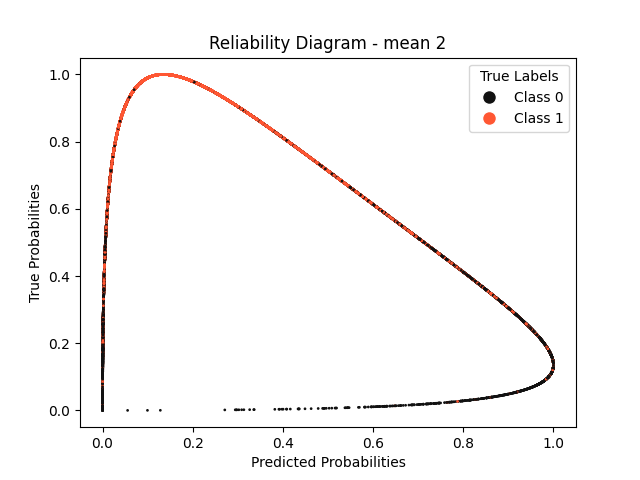 Reliability Diagram - mean 2
True Labels
Class 0
Class 1
True Probabilities
1.0
0.8
0.6
0.4
0.2
0.0
0.0 0.2 0.4 0.6 0.8 1.0
Predicted Probabilities